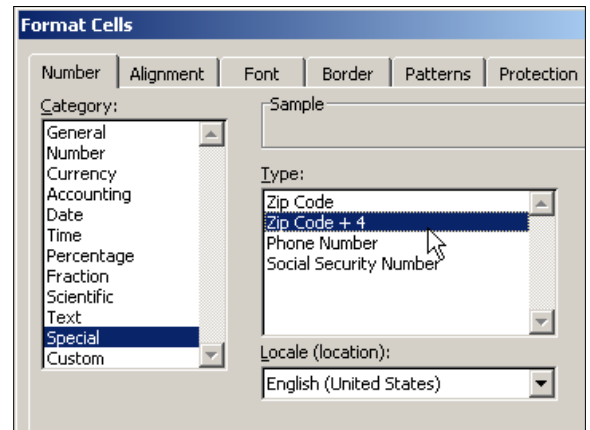 Format Cells
Number Alignment Font Border Patterns Protection
Category:
General
Number
Currency
Accounting
Date
Time
Percentage
Fraction
Scientific
Text
Special
Custom
Sample
Type:
Zip Code
Zip Code + 4
Phone Number
Social Security Number
Locale (location):
English (United States)